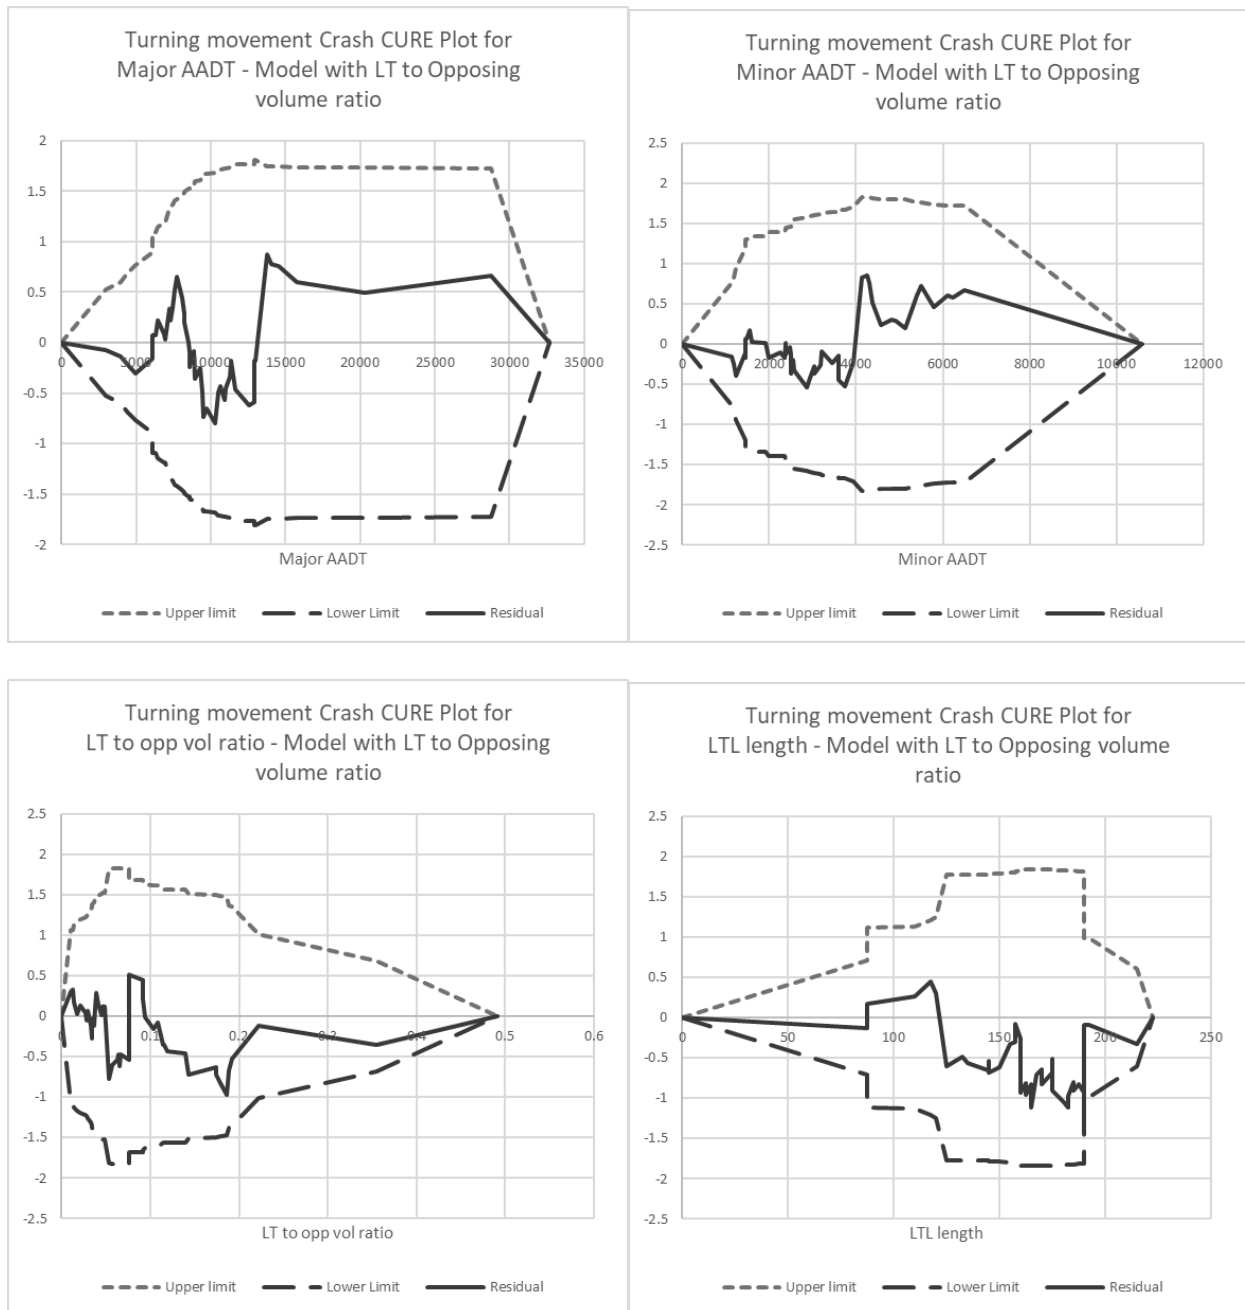 Turning movement Crash CURE Plot for
Major AADT - Model with LT to Opposing
volume ratio
2
1.5
1
0.5
0
-0.5
-1
-1.5
-2
0 5000 10000 15000 20000 25000 30000 35000
Major AADT
Upper limit Lower Limit Residual
Turning movement Crash CURE Plot for
Minor AADT - Model with LT to Opposing
volume ratio
2.5
2
1.5
1
0.5
0
-0.5
-1
-1.5
-2
-2.5
0 2000 4000 6000 8000 10000 12000
Minor AADT
Upper limit Lower Limit Residual
Turning movement Crash CURE Plot for
LT to opp vol ratio - Model with LT to Opposing
volume ratio
2.5
2
1.5
1
0.5
0
-0.5
-1
-1.5
-2
-2.5
0 0.1 0.2 0.3 0.4 0.5 0.6
LT to opp vol ratio
Upper limit Lower Limit Residual
Turning movement Crash CURE Plot for
LTL length - Model with LT to Opposing volume
ratio
2.5
2
1.5
1
0.5
0
-0.5
-1
-1.5
-2
-2.5
0 50 100 150 200 250
LTL length
Upper limit Lower Limit Residual